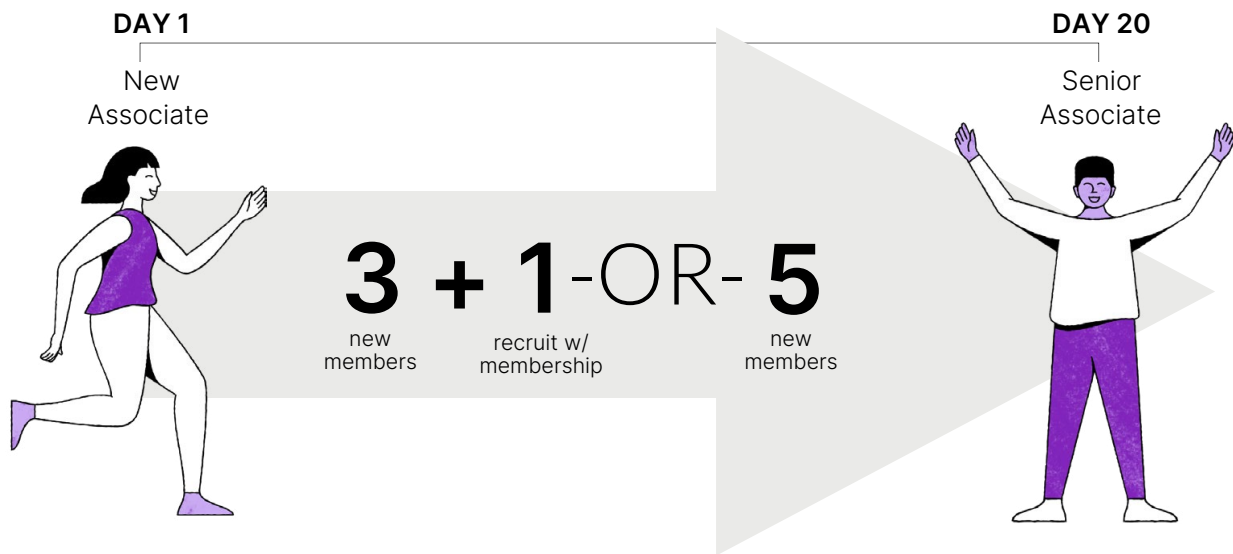 DAY 1
DAY 20
New
Associate
Senior
Associate
3 + 1 -OR- 5
new
members
recruit w/
membership
new
members